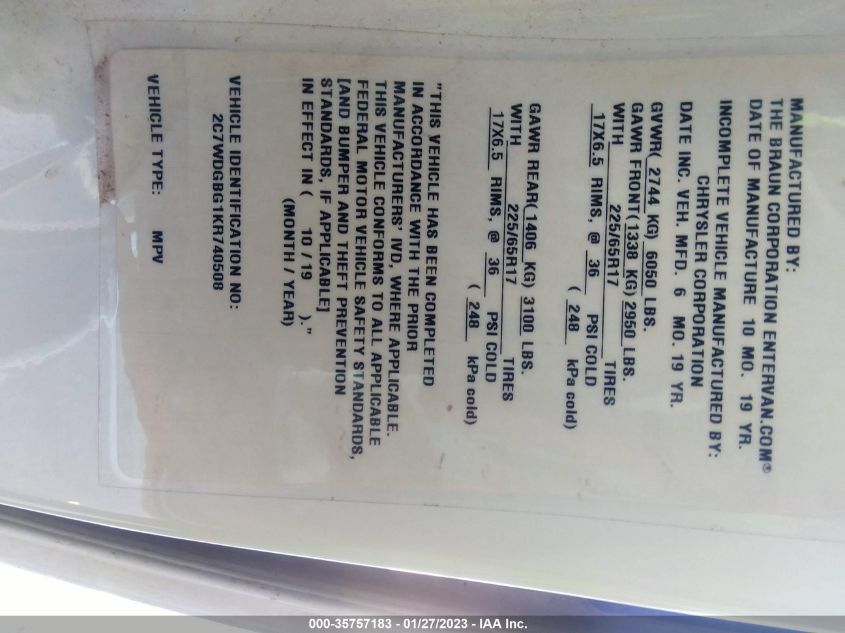 MANUFACTURED BY:
THE BRAUN CORPORATION ENTERVAN.COM®
DATE OF MANUFACTURE 10 MO. 19 YR.
INCOMPLETE VEHICLE MANUFACTURED BY:
CHRYSLER CORPORATION
DATE INC. VEH. MFD. 6 MO. 19 YR.
GVWR( 2744 KG) 6050 LBS.
GAWR FRONT(1338 KG) 2950 LBS.
WITH 225/65R17 TIRES
17X6.5 RIMS, @ 36 PSI COLD
( 248 kPa cold)
GAWR REAR(1406 KG) 3100 LBS.
WITH 225/65R17 TIRES
17X6.5 RIMS, @ 36 PSI COLD
( 248 kPa cold)
"THIS VEHICLE HAS BEEN COMPLETED
IN ACCORDANCE WITH THE PRIOR
MANUFACTURERS' IVD, WHERE APPLICABLE.
THIS VEHICLE CONFORMS TO ALL APPLICABLE
FEDERAL MOTOR VEHICLE SAFETY STANDARDS,
[AND BUMPER AND THEFT PREVENTION
STANDARDS, IF APPLICABLE]
IN EFFECT IN ( 10 / 19 )."
(MONTH / YEAR)
VEHICLE IDENTIFICATION NO:
2C7WDGBG1KR740508
VEHICLE TYPE: MPV
000-35757183 - 01/27/2023 - IAA Inc.